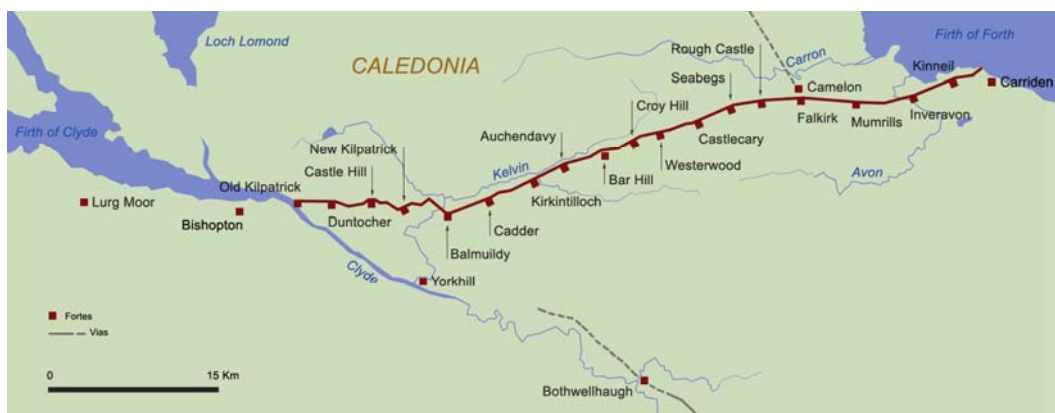 Loch Lomond
CALEDONIA
Firth of Forth
Rough Castle
Carron
Kinneil
Seabegs
Camelon
Carriden
Croy Hill
Falkirk
Mumrills
Inveravon
Firth of Clyde
Auchendavy
Castlecary
New Kilpatrick
Castle Hill
Kelvin
Westerwood
Avon
Bar Hill
Old Kilpatrick
Kirkintilloch
Lurg Moor
Bishopton
Duntocher
Cadder
Balmuildy
Clyde
Yorkhill
Fortes
Vias
0 15 Km
Bothwellhaugh